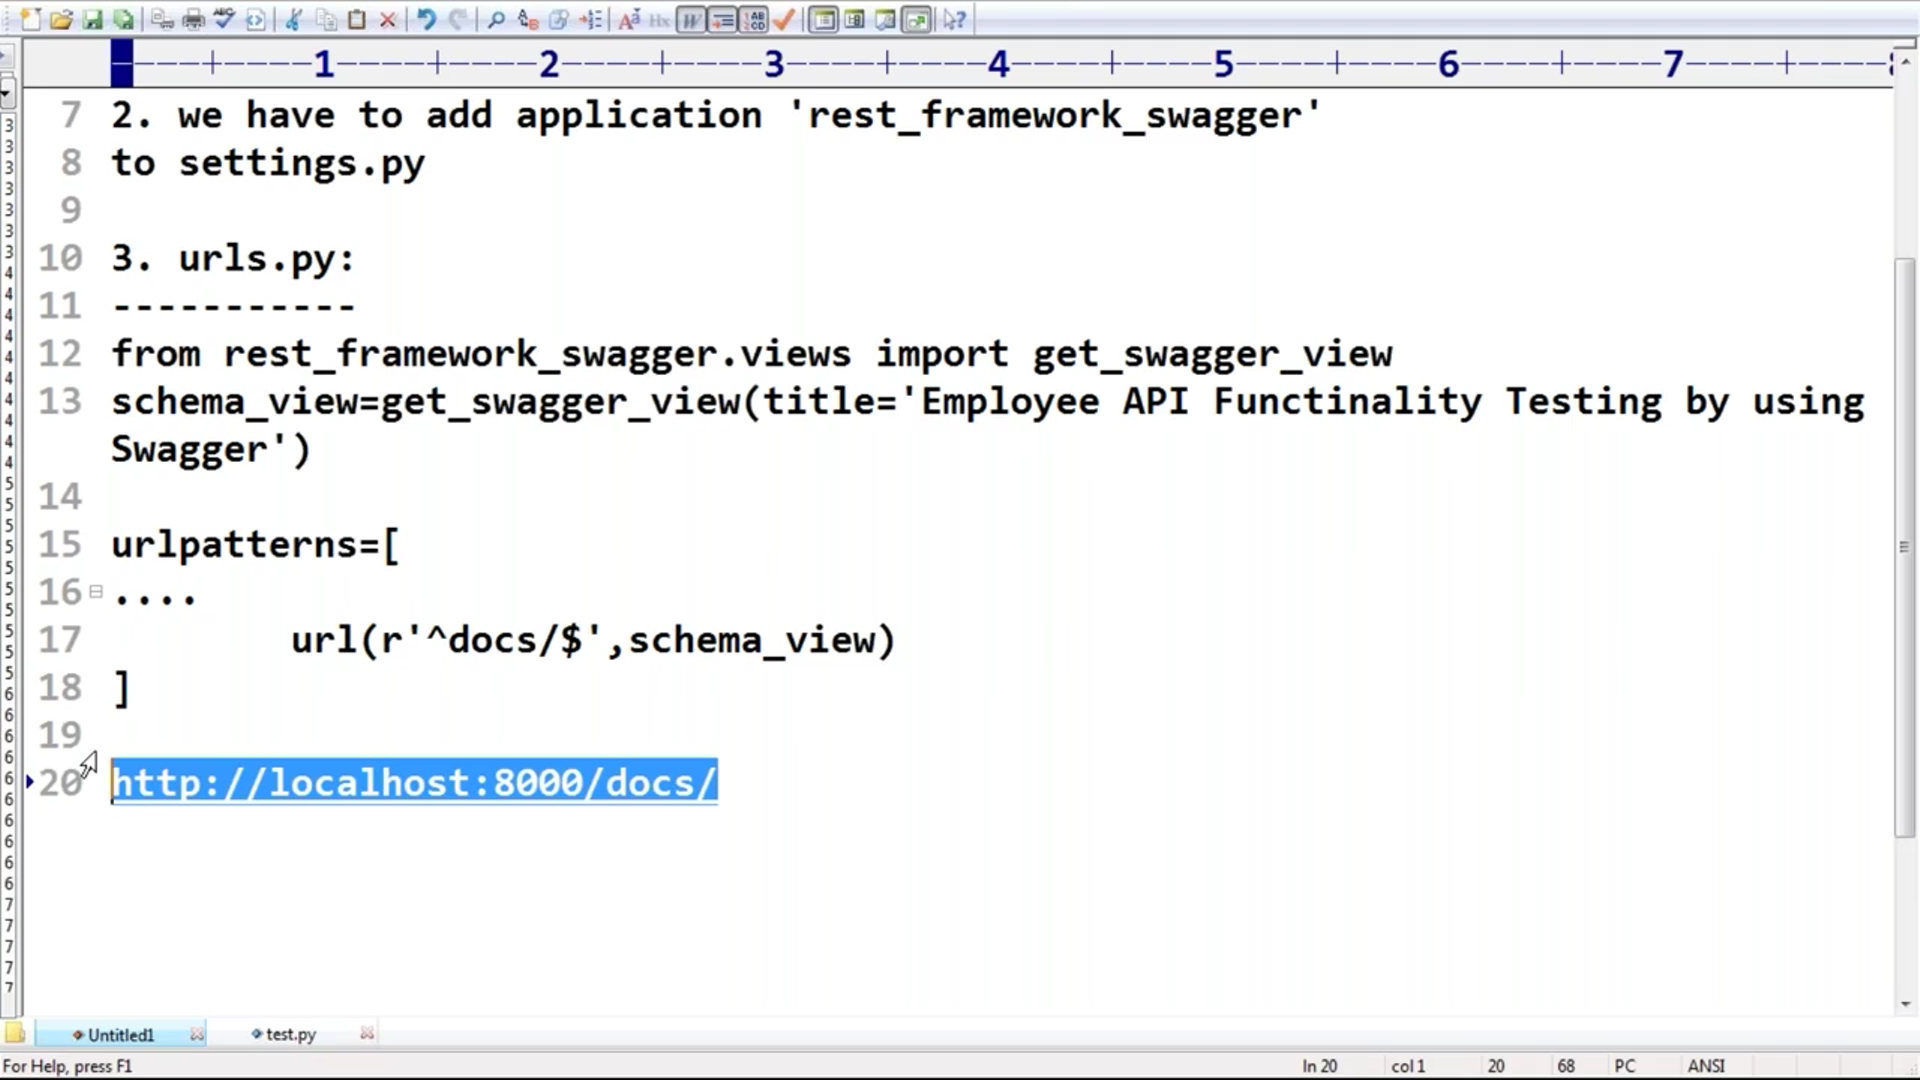 ----+----1----+----2----+----3----+----4----+----5----+----6----+----7----+----
7 2. we have to add application 'rest_framework_swagger'
8 to settings.py
9
10 3. urls.py:
11 -----------
12 from rest_framework_swagger.views import get_swagger_view
13 schema_view=get_swagger_view(title='Employee API Functinality Testing by using
Swagger')
14
15 urlpatterns=[
16 ....
17 url(r'^docs/$',schema_view)
18 ]
19
20 http://localhost:8000/docs/
Untitled1 test.py
For Help, press F1 ln 20 col 1 20 68 PC ANSI